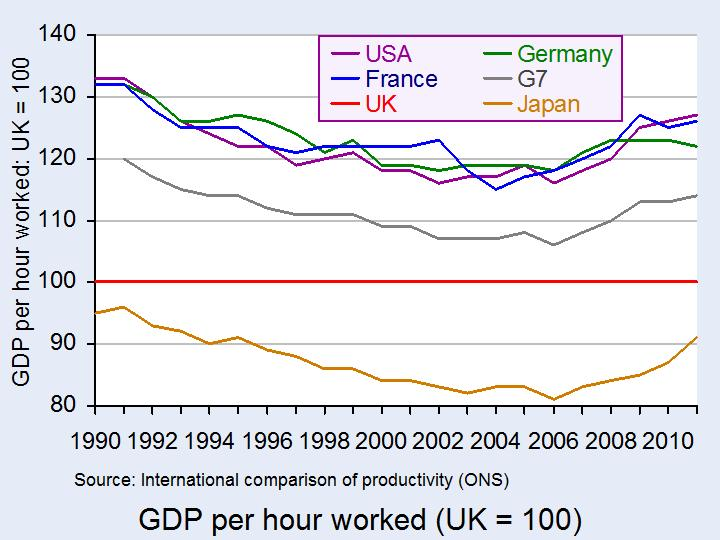 140
130
120
110
100
90
80
GDP per hour worked: UK = 100
USA Germany
France G7
UK Japan
1990 1992 1994 1996 1998 2000 2002 2004 2006 2008 2010
Source: International comparison of productivity (ONS)
GDP per hour worked (UK = 100)